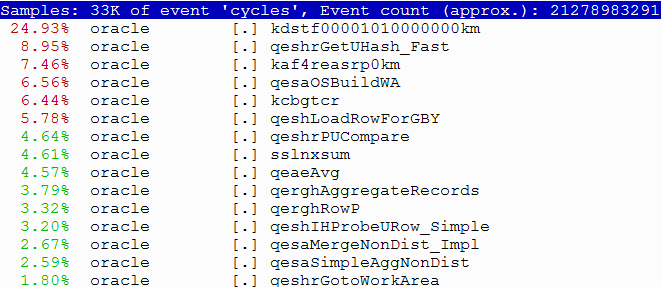 Samples: 33K of event 'cycles', Event count (approx.): 21278983291
24.93% oracle [.] kdstf00001010000000km
8.95% oracle [.] qeshrGetUHash_Fast
7.46% oracle [.] kaf4reasrp0km
6.56% oracle [.] qesaOSBuildWA
6.44% oracle [.] kcbgtcr
5.78% oracle [.] qeshLoadRowForGBY
4.64% oracle [.] qeshrPUCompare
4.61% oracle [.] sslnxsum
4.57% oracle [.] qeaeAvg
3.79% oracle [.] qerghAggregateRecords
3.32% oracle [.] qerghRowP
3.20% oracle [.] qeshIHProbeURow_Simple
2.67% oracle [.] qesaMergeNonDist_Impl
2.59% oracle [.] qesaSimpleAggNonDist
1.80% oracle [.] qeshrGotoWorkArea